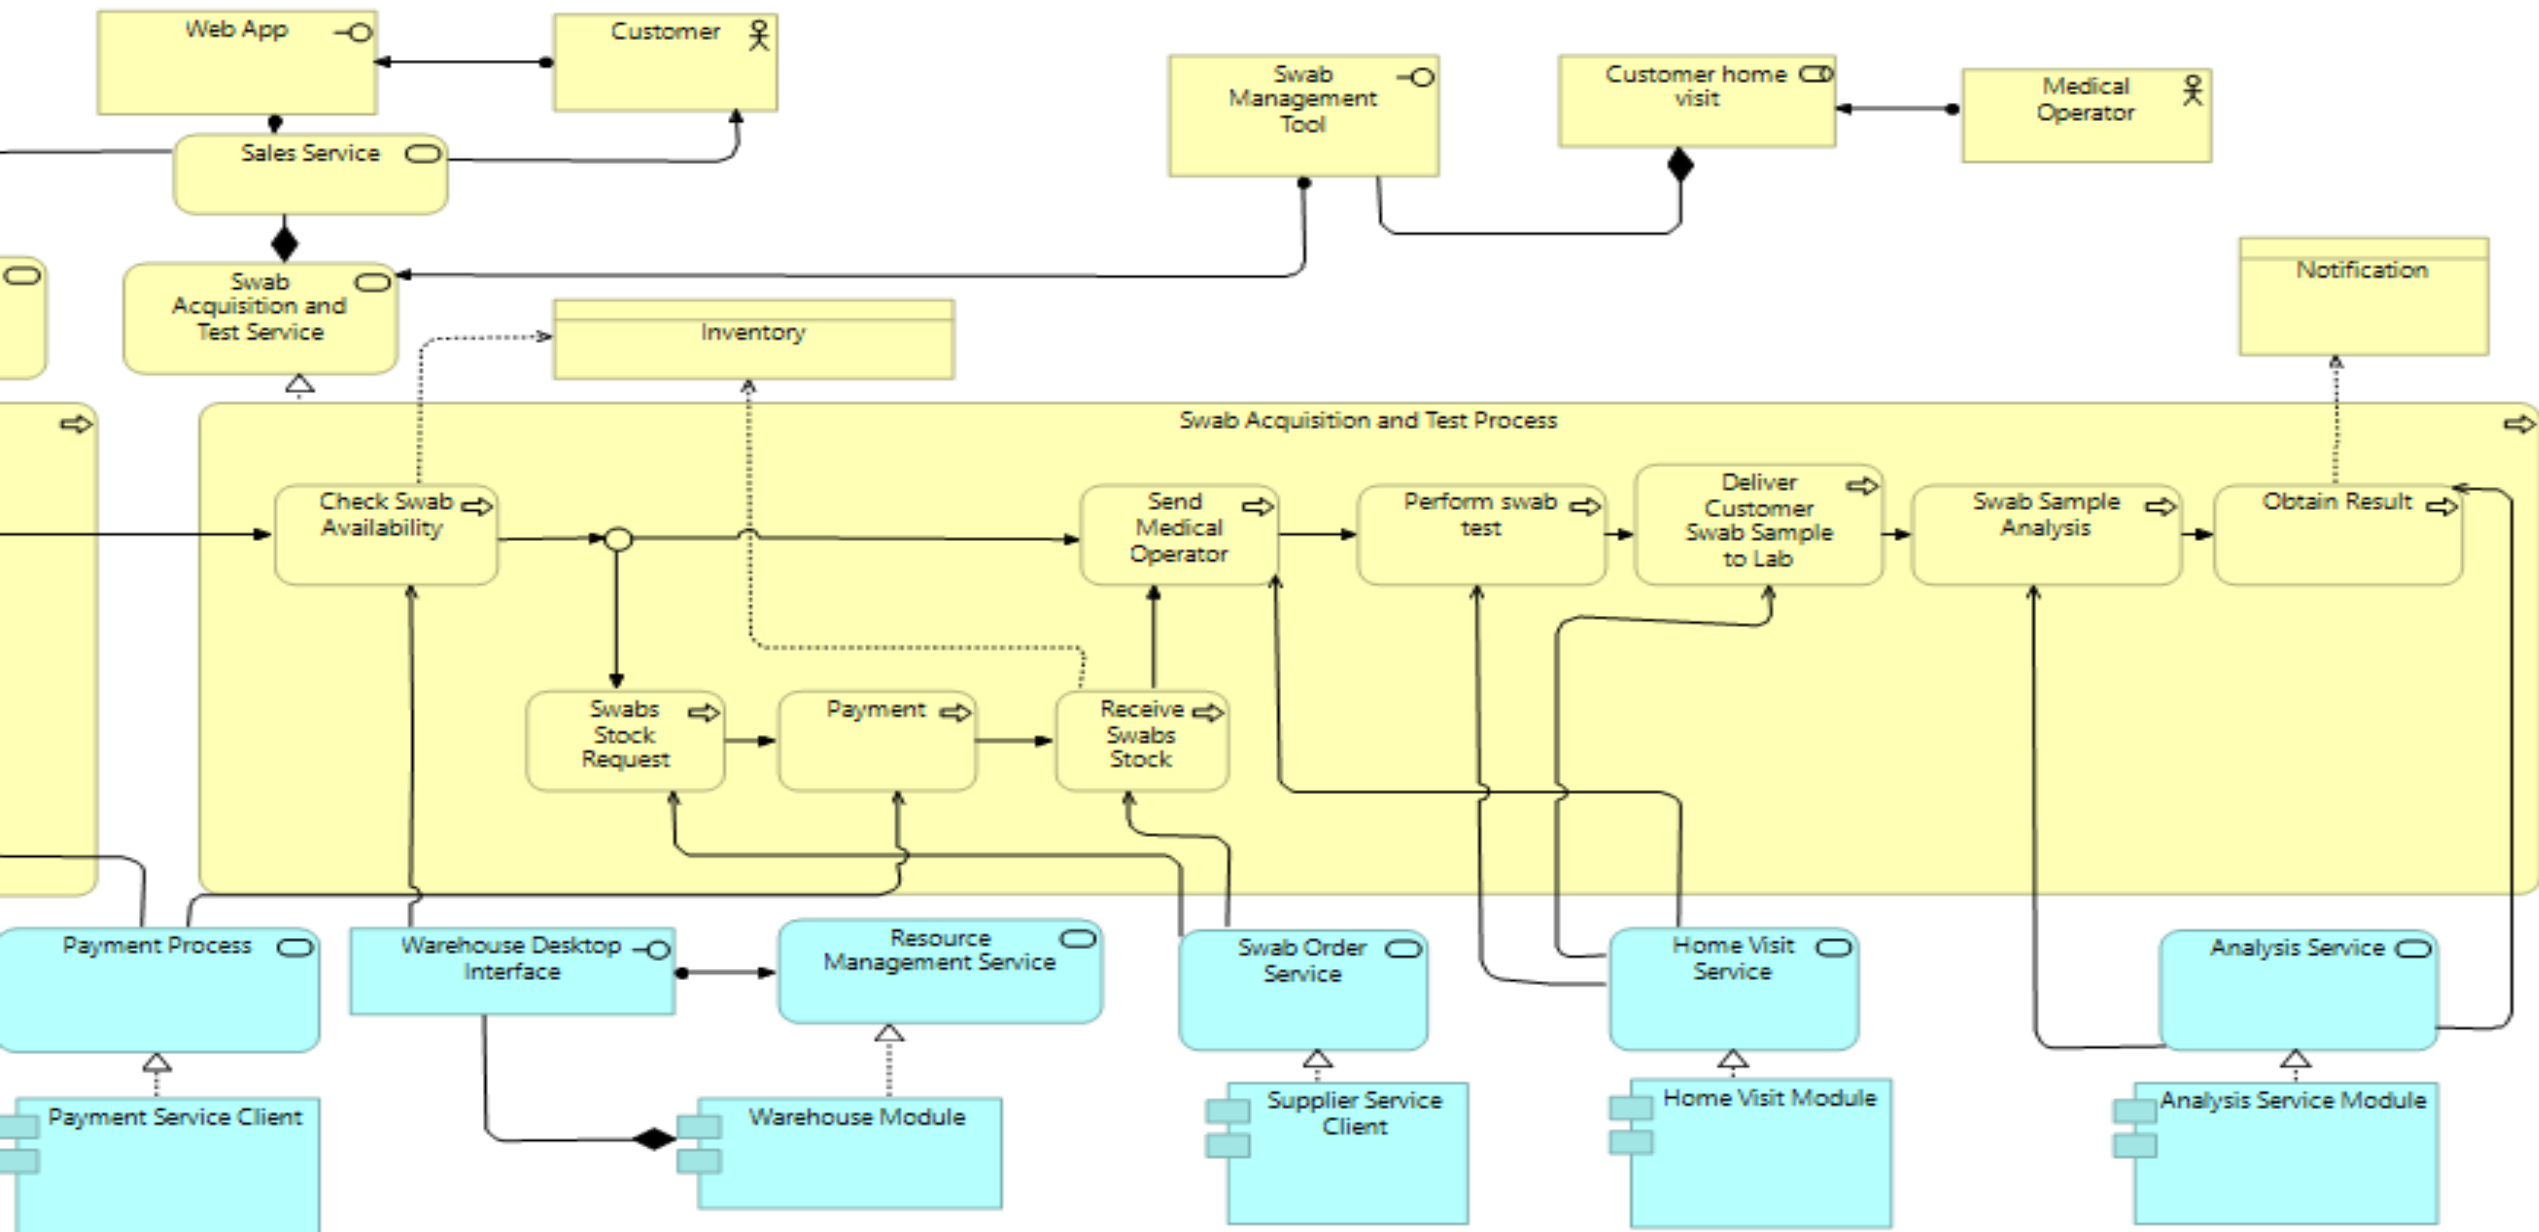 Web App
Customer
Swab
Management
Tool
Customer home
visit
Medical
Operator
Sales Service
Swab
Acquisition and
Test Service
Inventory
Notification
Swab Acquisition and Test Process
Check Swab
Availability
Send
Medical
Operator
Perform swab
test
Deliver
Customer
Swab Sample
to Lab
Swab Sample
Analysis
Obtain Result
Swabs
Stock
Request
Payment
Receive
Swabs
Stock
Payment Process
Warehouse Desktop
Interface
Resource
Management Service
Swab Order
Service
Home Visit
Service
Analysis Service
Payment Service Client
Warehouse Module
Supplier Service
Client
Home Visit Module
Analysis Service Module